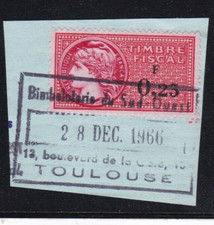 TIMBRE
FISCAL
F
0,25
Bimbeloterie du Sud-Ouest
28 DEC. 1966
13, boulevard de la Gare, 13
TOULOUSE